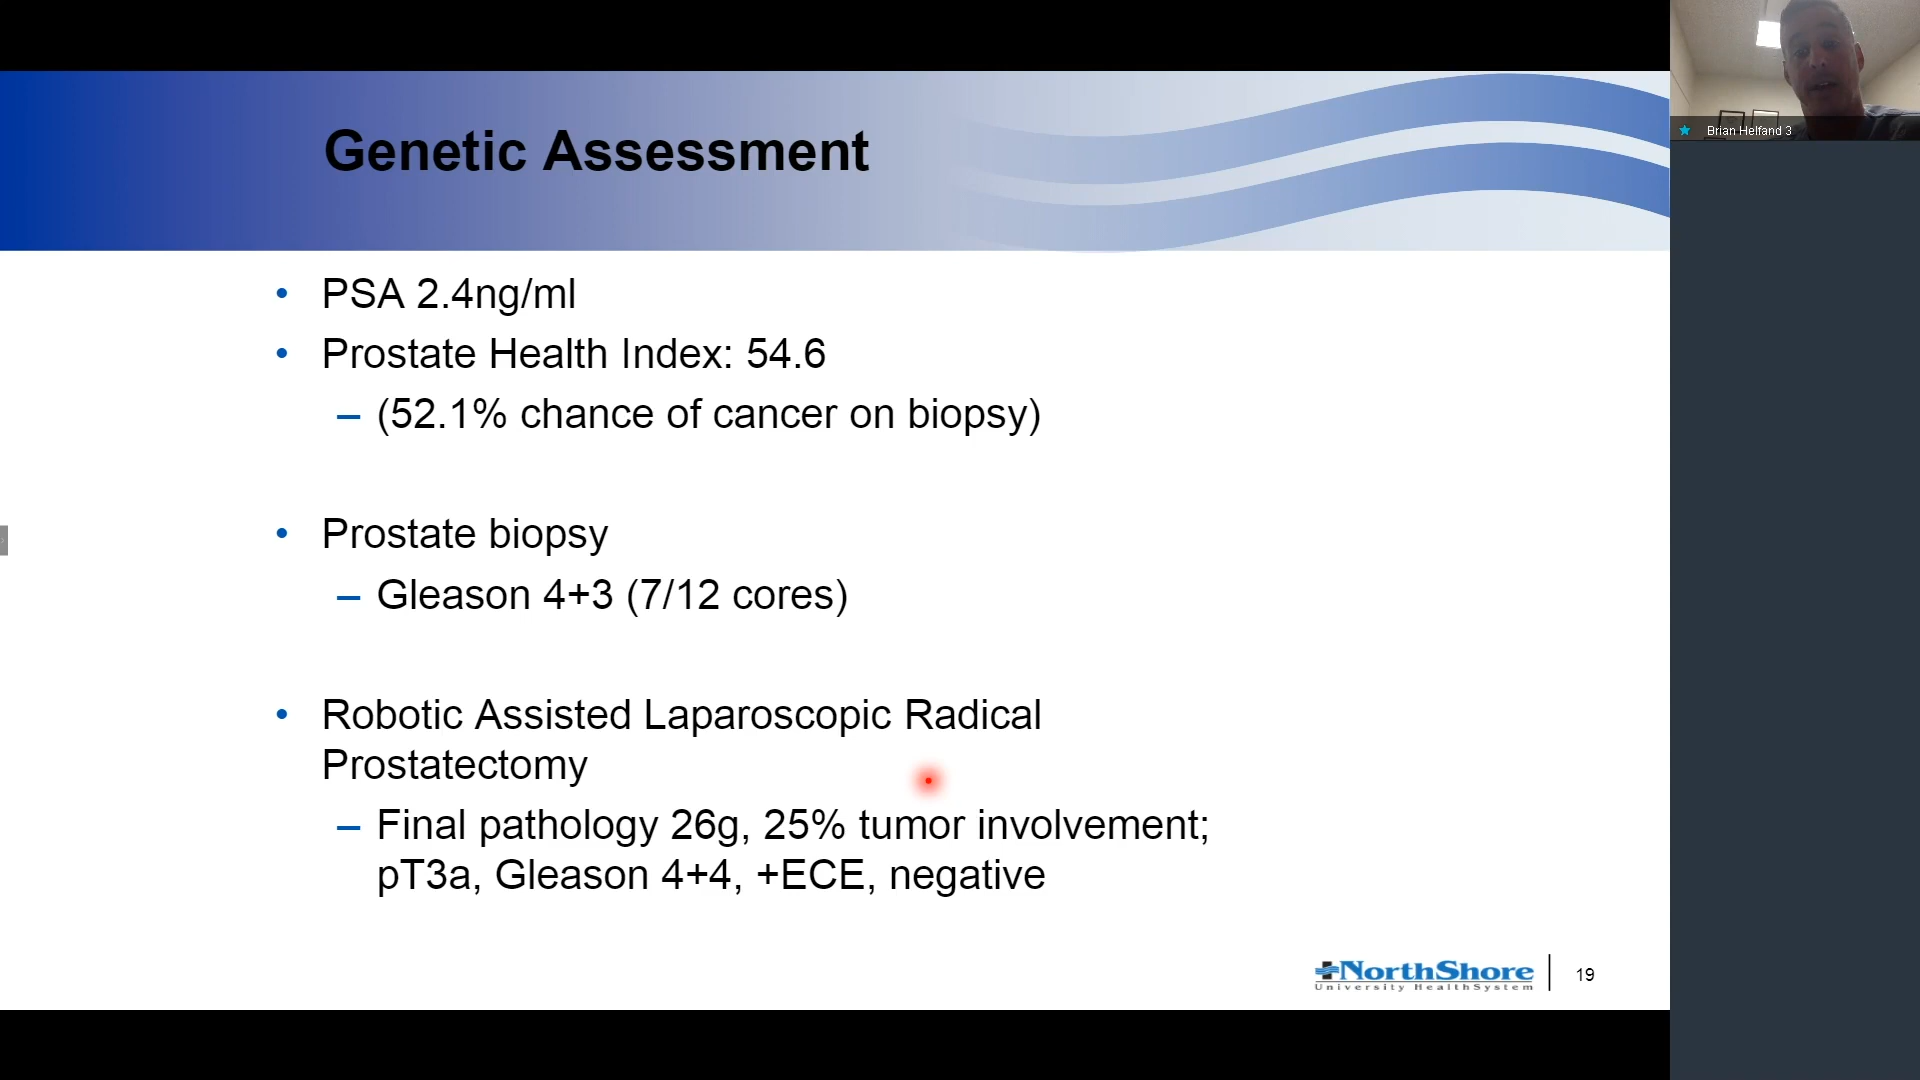 Brian Helfand 3
Genetic Assessment
• PSA 2.4ng/ml
• Prostate Health Index: 54.6
– (52.1% chance of cancer on biopsy)
• Prostate biopsy
– Gleason 4+3 (7/12 cores)
• Robotic Assisted Laparoscopic Radical
Prostatectomy
– Final pathology 26g, 25% tumor involvement;
pT3a, Gleason 4+4, +ECE, negative
NorthShore
University HealthSystem
19